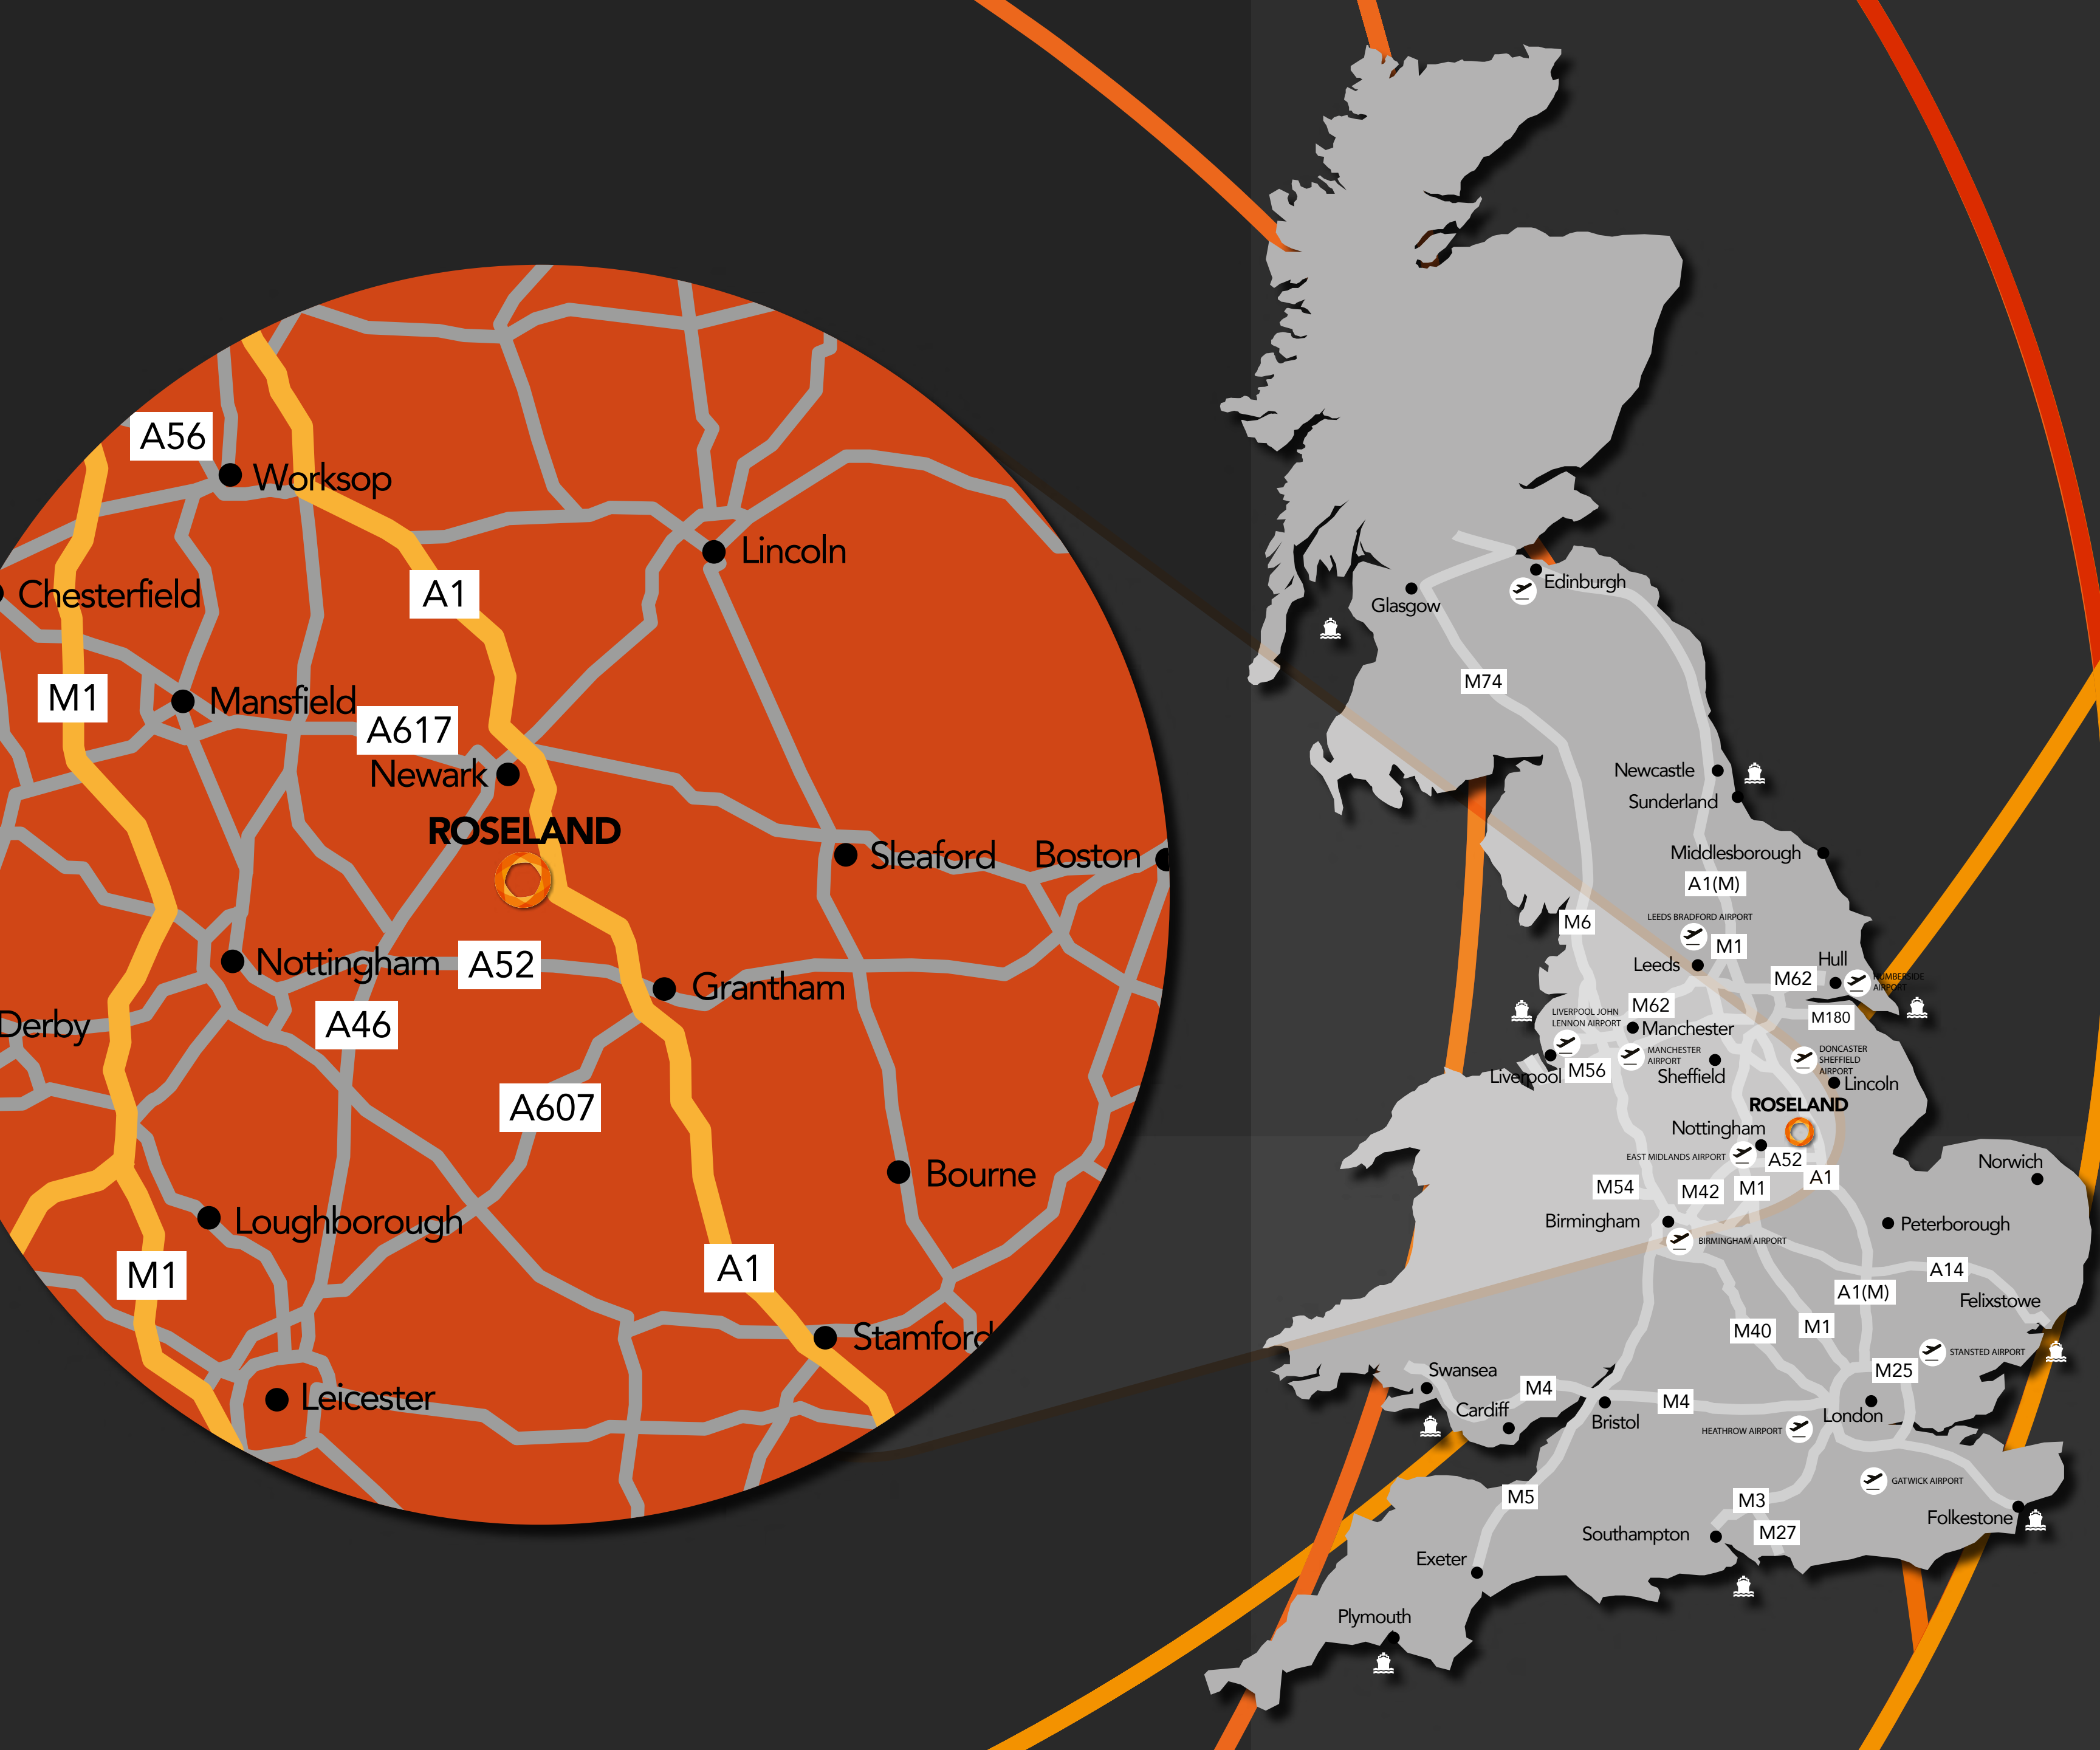 A56
Worksop
Lincoln
A1
Chesterfield
M1
Mansfield
A617
Newark
ROSELAND
Sleaford
Boston
Nottingham
A52
Grantham
A46
Derby
A607
Bourne
Loughborough
M1
A1
Stamford
Leicester
Edinburgh
Glasgow
M74
Newcastle
Sunderland
Middlesborough
A1(M)
LEEDS BRADFORD AIRPORT
M6
M1
Leeds
Hull
M62
HUMBERSIDE
AIRPORT
M62
LIVERPOOL JOHN
LENNON AIRPORT
M180
Manchester
MANCHESTER
AIRPORT
DONCASTER
SHEFFIELD
AIRPORT
Liverpool
M56
Sheffield
Lincoln
ROSELAND
Nottingham
EAST MIDLANDS AIRPORT
A52
Norwich
A1
M54
M42
M1
Birmingham
Peterborough
BIRMINGHAM AIRPORT
A14
A1(M)
Felixstowe
M40
M1
STANSTED AIRPORT
M25
Swansea
M4
M4
Cardiff
Bristol
London
HEATHROW AIRPORT
GATWICK AIRPORT
M5
M3
Folkestone
Southampton
M27
Exeter
Plymouth